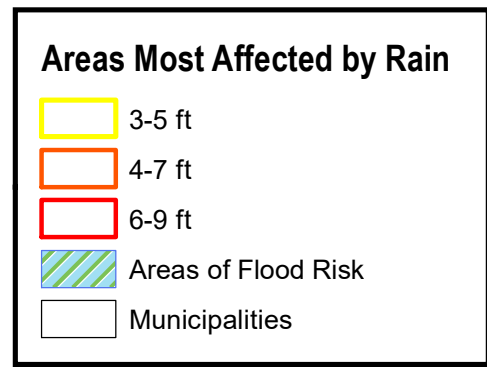 Areas Most Affected by Rain
3-5 ft
4-7 ft
6-9 ft
Areas of Flood Risk
Municipalities